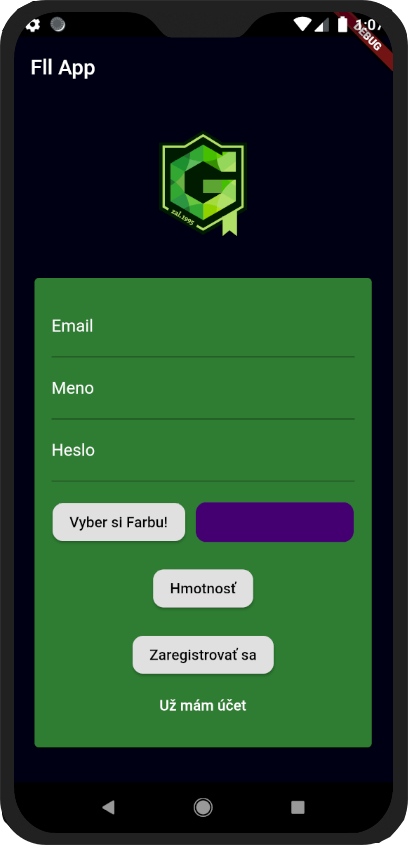 1:07
DEBUG
Fll App
zal.1995
Email
Meno
Heslo
Vyber si Farbu!
Hmotnosť
Zaregistrovať sa
Už mám účet